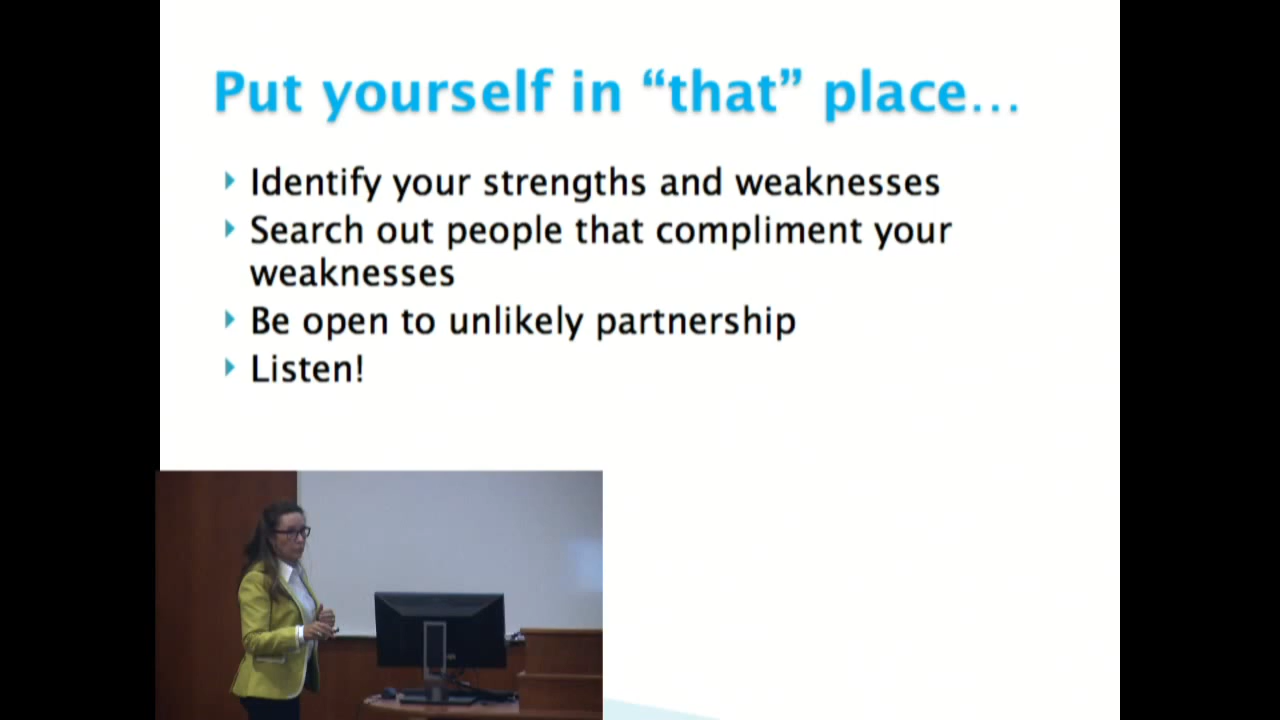 Put yourself in “that” place…
Identify your strengths and weaknesses
Search out people that compliment your
weaknesses
Be open to unlikely partnership
Listen!